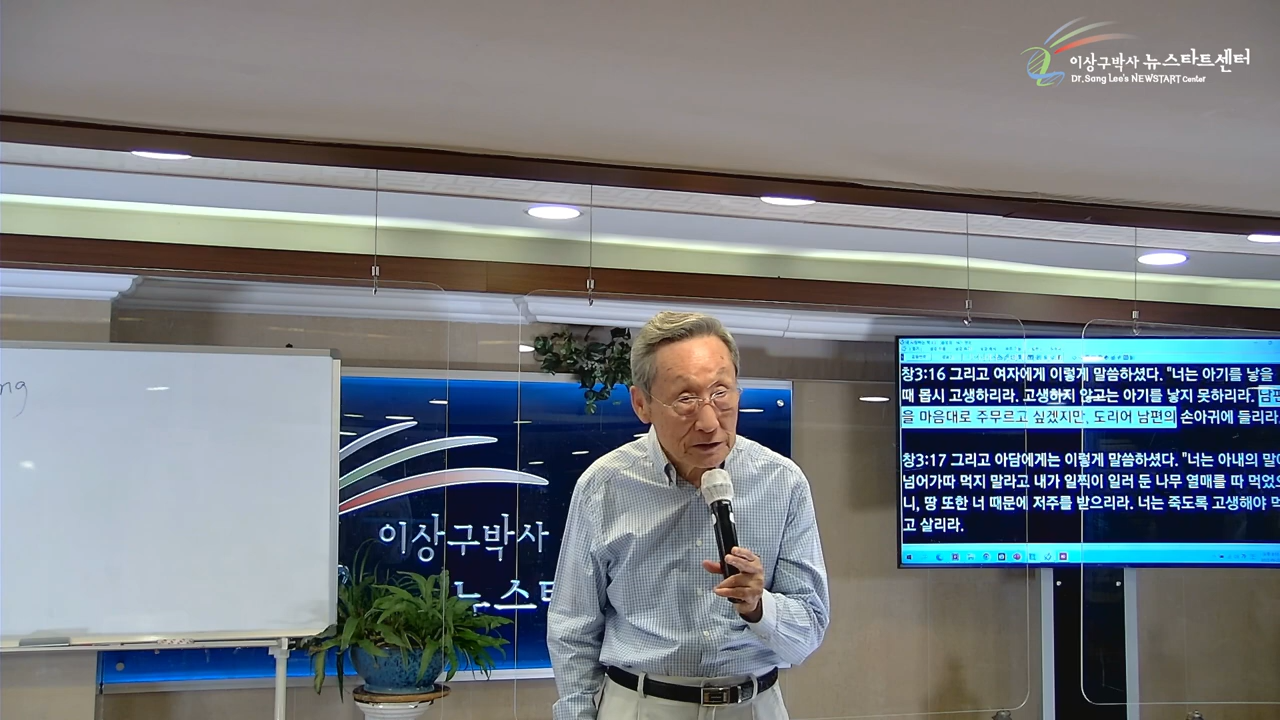 이상구박사 뉴스타트센터
Dr. Sang Lee's NEWSTART Center
ng
이상구박사
뉴스타
창3:16 그리고 여자에게 이렇게 말씀하셨다. "너는 아기를 낳을
때 몹시 고생하리라. 고생하지 않고는 아기를 낳지 못하리라. 남편
을 마음대로 주무르고 싶겠지만, 도리어 남편의 손아귀에 들리라.
창3:17 그리고 아담에게는 이렇게 말씀하셨다. "너는 아내의 말에
넘어가따 먹지 말라고 내가 일찍이 일러 둔 나무 열매를 따 먹었으
니, 땅 또한 너 때문에 저주를 받으리라. 너는 죽도록 고생해야 먹
고 살리라.